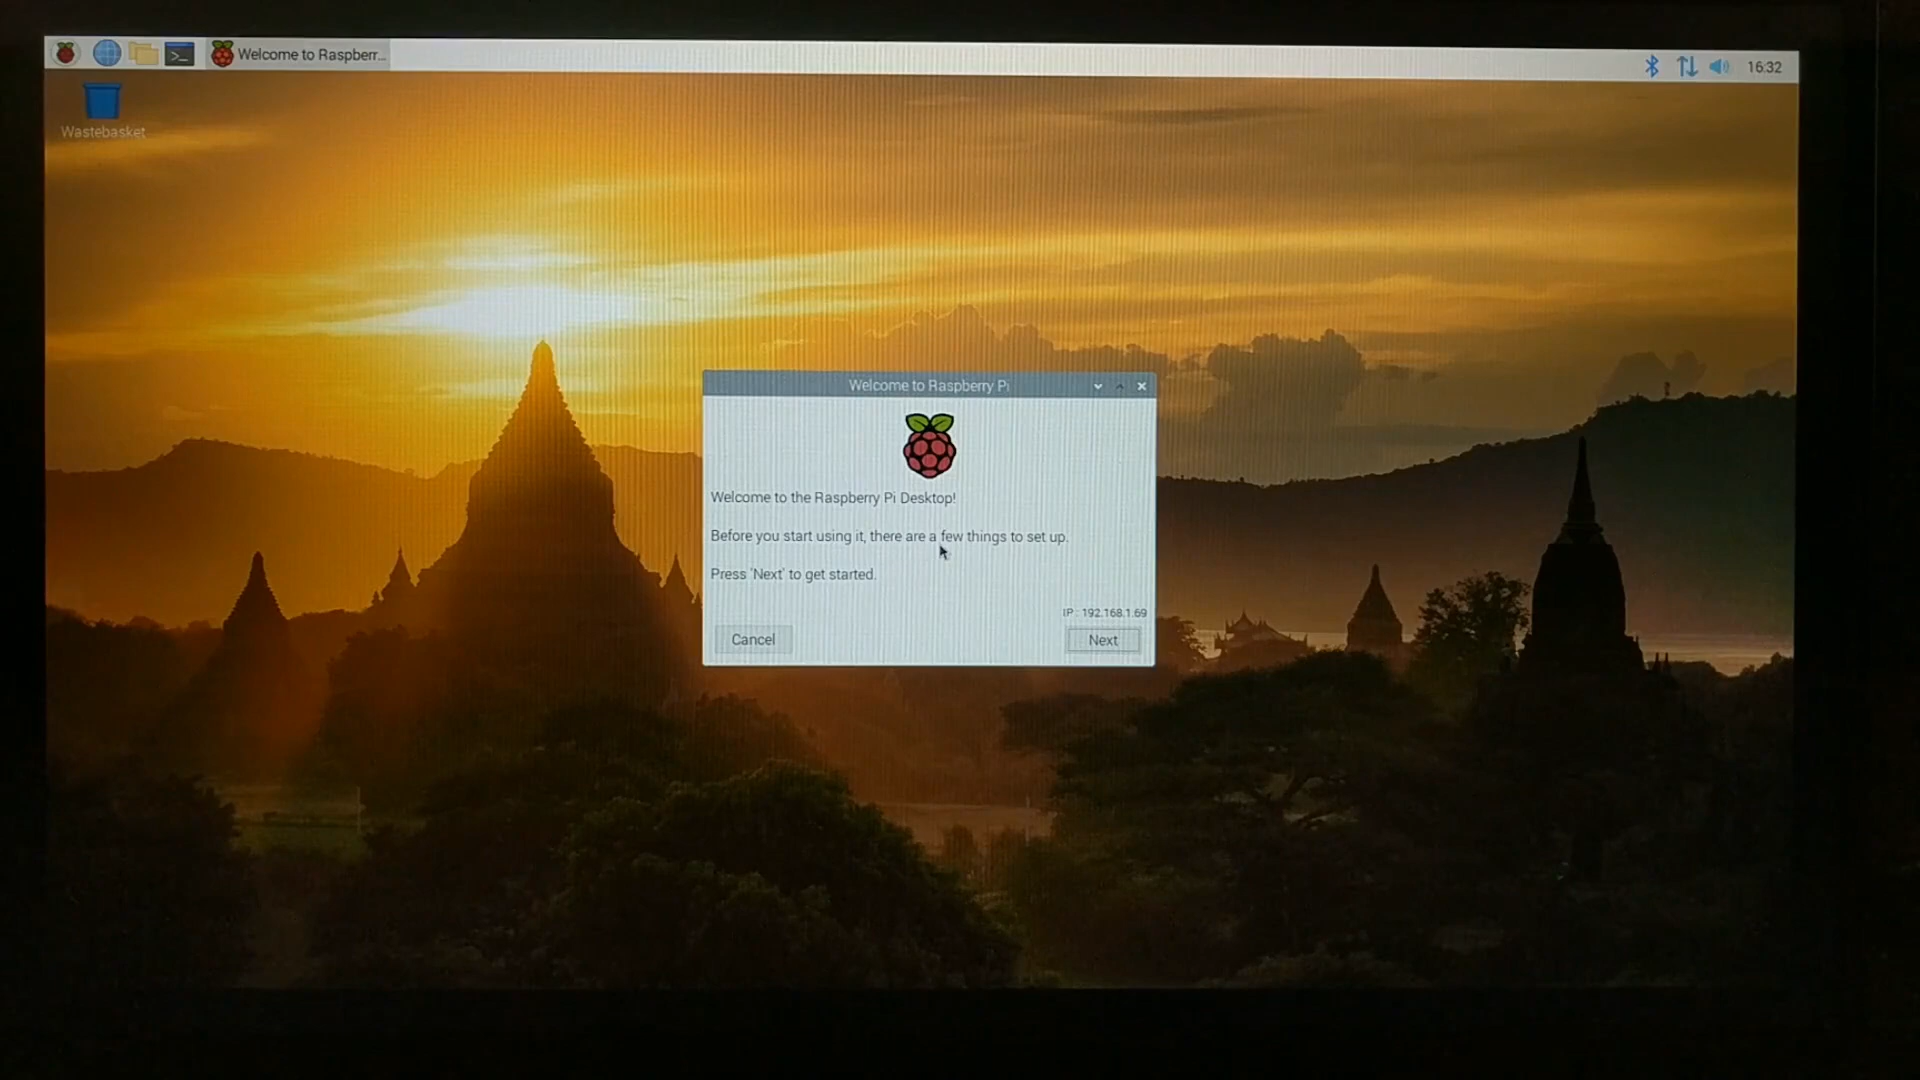 Welcome to Raspberr...
16:32
Wastebasket
Welcome to Raspberry Pi
Welcome to the Raspberry Pi Desktop!
Before you start using it, there are a few things to set up.
Press 'Next' to get started.
IP : 192.168.1.69
Cancel
Next